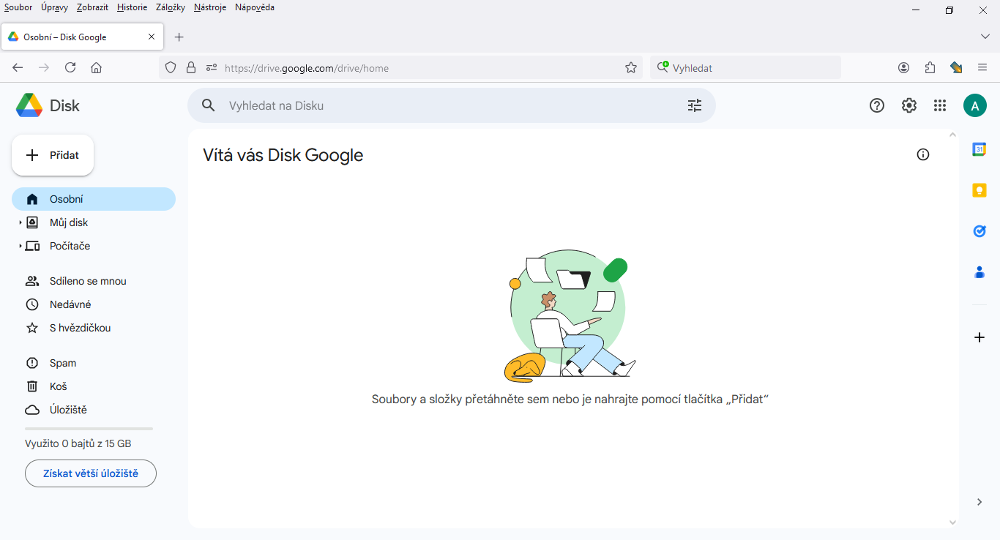 Soubor Úpravy Zobrazit Historie Záložky Nástroje Nápověda
Osobní – Disk Google
https://drive.google.com/drive/home
Vyhledat
Disk
Vyhledat na Disku
A
Přidat
Vítá vás Disk Google
31
Osobní
Můj disk
Počítače
Sdíleno se mnou
Nedávné
S hvězdičkou
Spam
Koš
Úložiště
Využito 0 bajtů z 15 GB
Získat větší úložiště
Soubory a složky přetáhněte sem nebo je nahrajte pomocí tlačítka „Přidat“